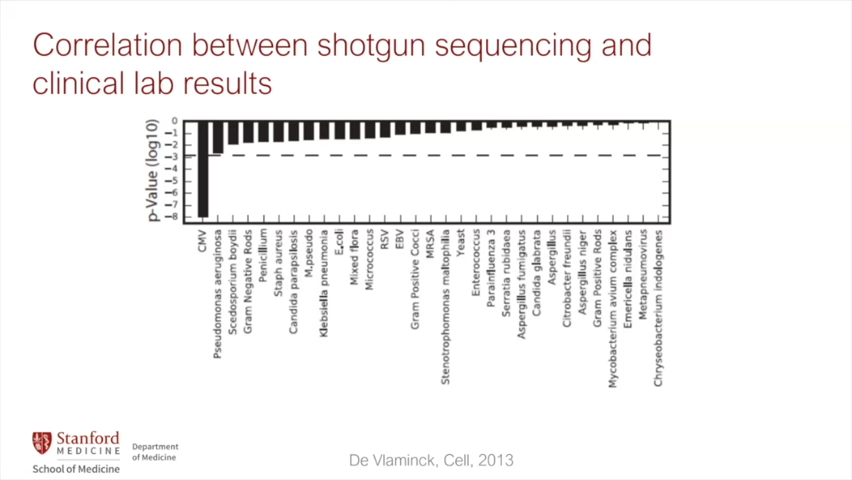 Correlation between shotgun sequencing and
clinical lab results
p-Value (log10)
0
−1
−2
−3
−4
−5
−6
−7
−8
CMV
Pseudomonas aeruginosa
Scedosporium boydii
Gram Negative Rods
Penicillium
Staph aureus
Candida parapsilosis
M.pseudo
Klebsiella pneumonia
E.coli
Mixed flora
Micrococcus
RSV
EBV
Gram Positive Cocci
MRSA
Stenotrophomonas maltophilia
Yeast
Enterococcus
Parainfluenza 3
Serratia rubidaea
Aspergillus fumigatus
Candida glabrata
Aspergillus
Citrobacter freundii
Aspergillus niger
Gram Positive Rods
Mycobacterium avium complex
Emericella nidulans
Metapneumovirus
Chryseobacterium indologenes
Stanford
MEDICINE
School of Medicine
Department
of Medicine
De Vlaminck, Cell, 2013